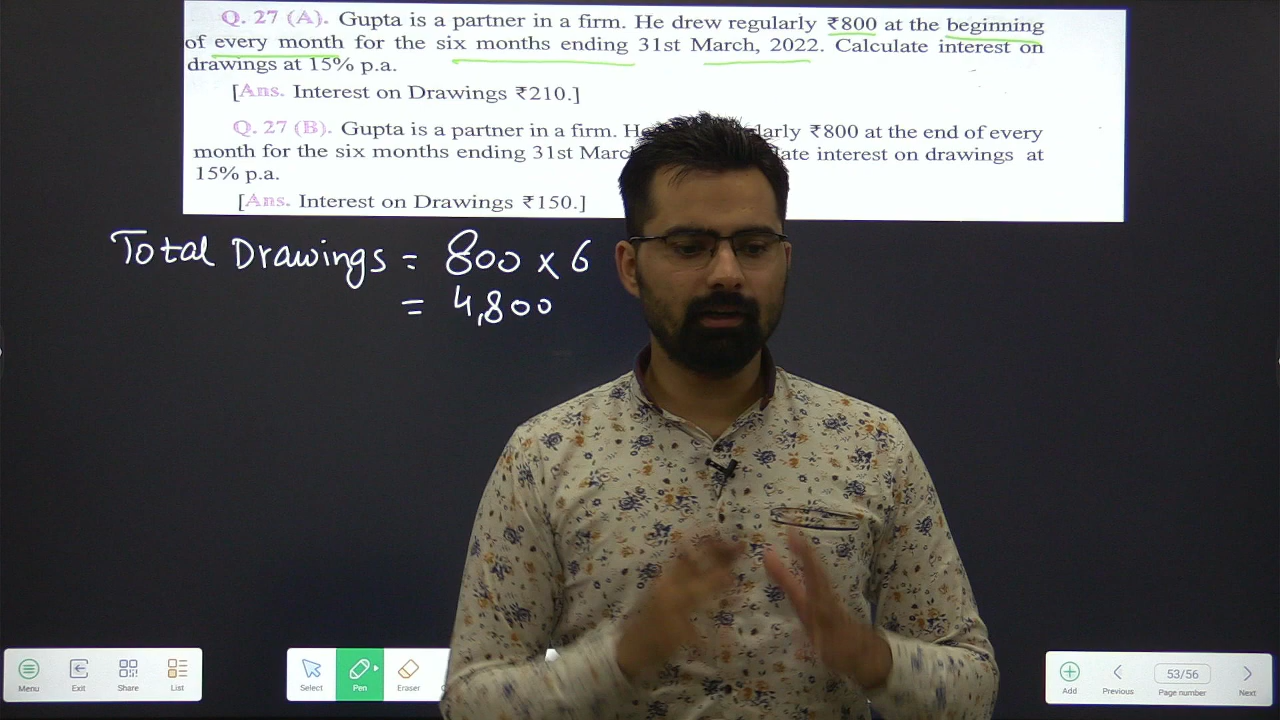 Q. 27 (A). Gupta is a partner in a firm. He drew regularly ₹800 at the beginning
of every month for the six months ending 31st March, 2022. Calculate interest on
drawings at 15% p.a.
[Ans. Interest on Drawings ₹210.]
Q. 27 (B). Gupta is a partner in a firm. ₹800 at the end of every
month for the six months ending 31st interest on drawings at
15% p.a.
[Ans. Interest on Drawings ₹150.]
Total Drawings = 800 × 6
= 4,800
Menu Exit Share List Select Pen Eraser Add Previous 53/56 Page number Next